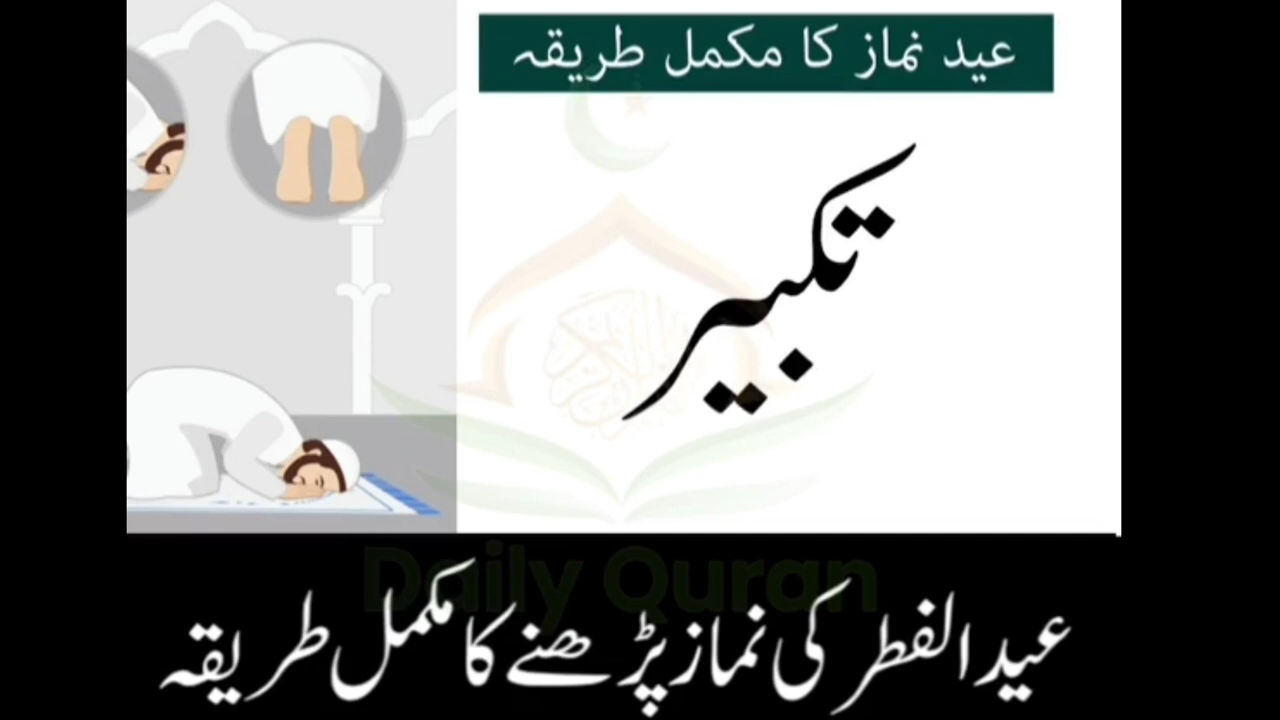 عید نماز کا مکمل طریقہ
تکبیر
Daily Quran
عیدالفطر کی نماز پڑھنے کا مکمل طریقہ